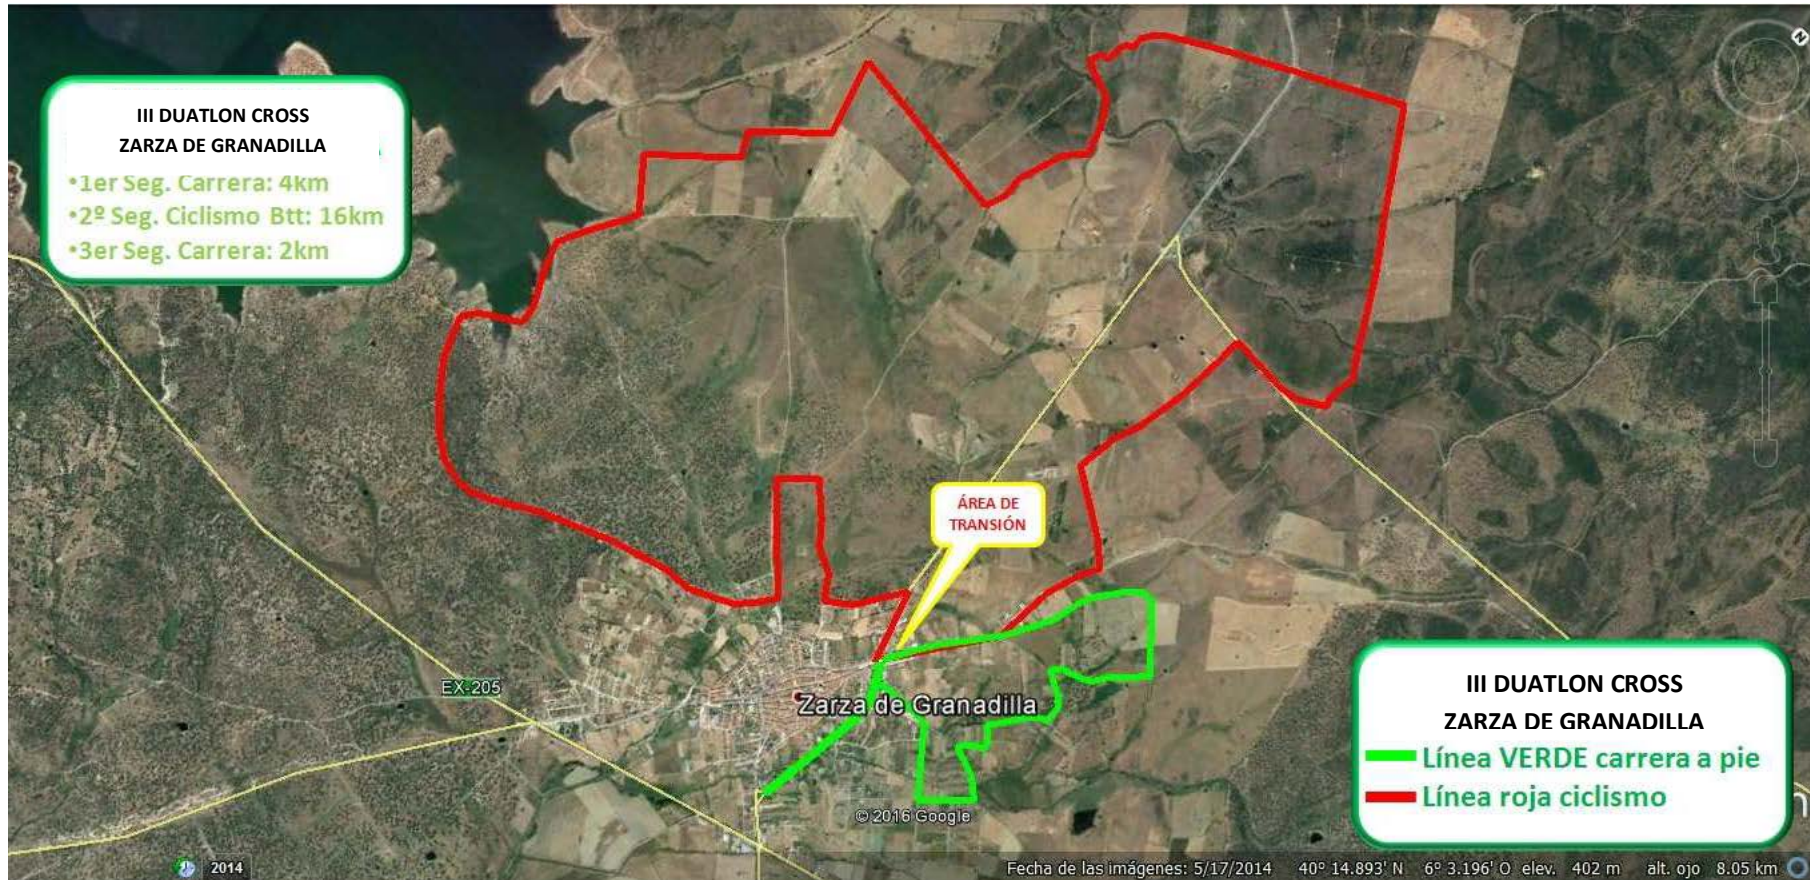 III DUATLON CROSS
ZARZA DE GRANADILLA
•1er Seg. Carrera: 4km
•2º Seg. Ciclismo Btt: 16km
•3er Seg. Carrera: 2km
N
ÁREA DE
TRANSIÓN
EX-205
Zarza de Granadilla
III DUATLON CROSS
ZARZA DE GRANADILLA
Línea VERDE carrera a pie
Línea roja ciclismo
© 2016 Google
2014
Fecha de las imágenes: 5/17/2014 40º 14.893' N 6º 3.196' O elev. 402 m alt. ojo 8.05 km